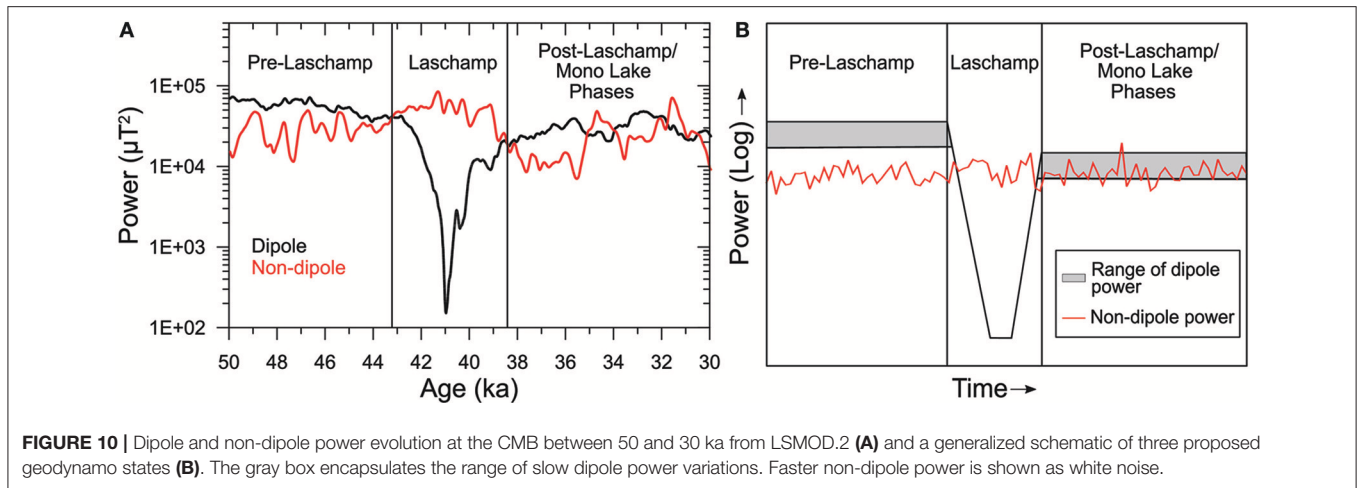 A
Pre-Laschamp
Laschamp
Post-Laschamp/
Mono Lake
Phases
Power (µT²)
1E+05
1E+04
1E+03
1E+02
Dipole
Non-dipole
50 48 46 44 42 40 38 36 34 32 30
Age (ka)
B
Pre-Laschamp
Laschamp
Post-Laschamp/
Mono Lake
Phases
Power (Log) →
Range of dipole
power
Non-dipole power
Time→
FIGURE 10 | Dipole and non-dipole power evolution at the CMB between 50 and 30 ka from LSMOD.2 (A) and a generalized schematic of three proposed
geodynamo states (B). The gray box encapsulates the range of slow dipole power variations. Faster non-dipole power is shown as white noise.